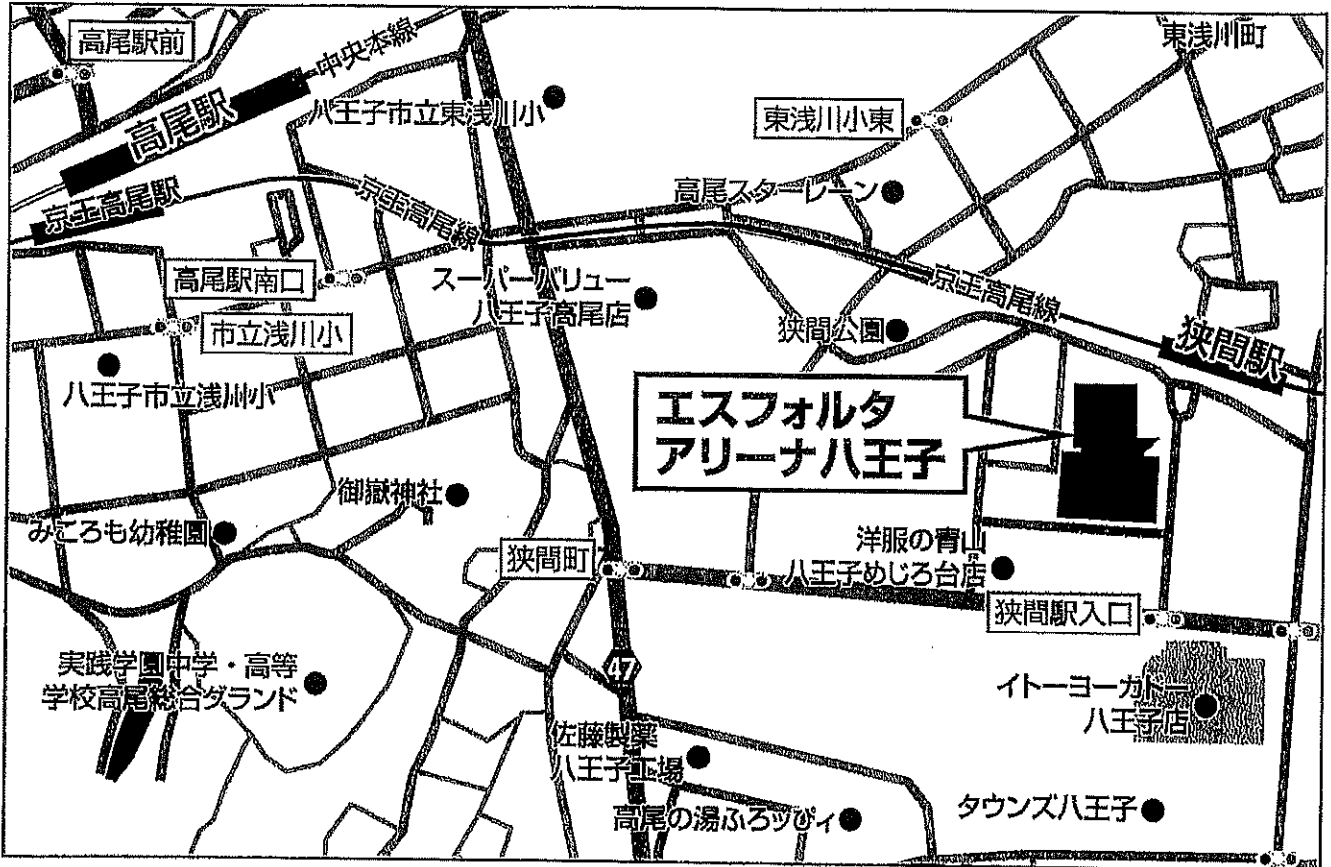 高尾駅前
中央本線
東浅川町
高尾駅
八王子市立東浅川小
東浅川小東
京王高尾駅
京王高尾線
高尾スターレーン
高尾駅南口
スーパーバリュー
八王子高尾店
京王高尾線
市立浅川小
狭間公園
狭間駅
八王子市立浅川小
エスフォルタ
アリーナ八王子
御嶽神社
みころも幼稚園
狭間町
洋服の青山
八王子めじろ台店
狭間駅入口
実践学園中学・高等
学校高尾総合グランド
47
イトーヨーカドー
八王子店
佐藤製薬
八王子工場
高尾の湯ふろッぴィ
タウンズ八王子